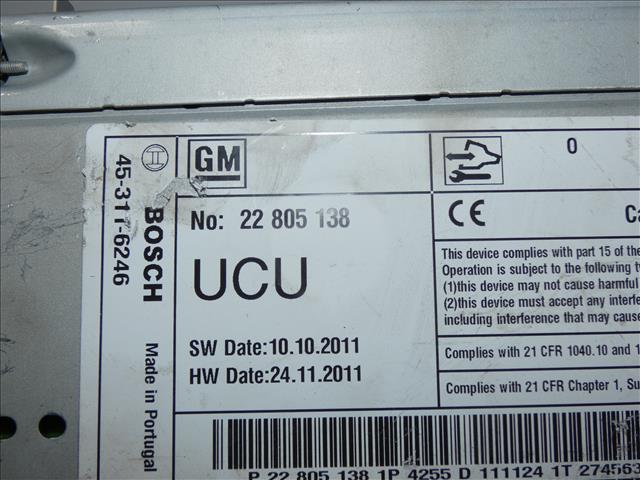 45-311-6246
BOSCH
Made in Portugal
GM
No: 22 805 138
UCU
SW Date:10.10.2011
HW Date:24.11.2011
0
CE
This device complies with part 15 of the
Operation is subject to the following
(1)this device may not cause harmful
(2)this device must accept any
including interference that may cause
Complies with 21 CFR 1040.10 and 1
Complies with 21 CFR Chapter 1,
P 22 805 138 1P 4255 D 111124 1T 274563